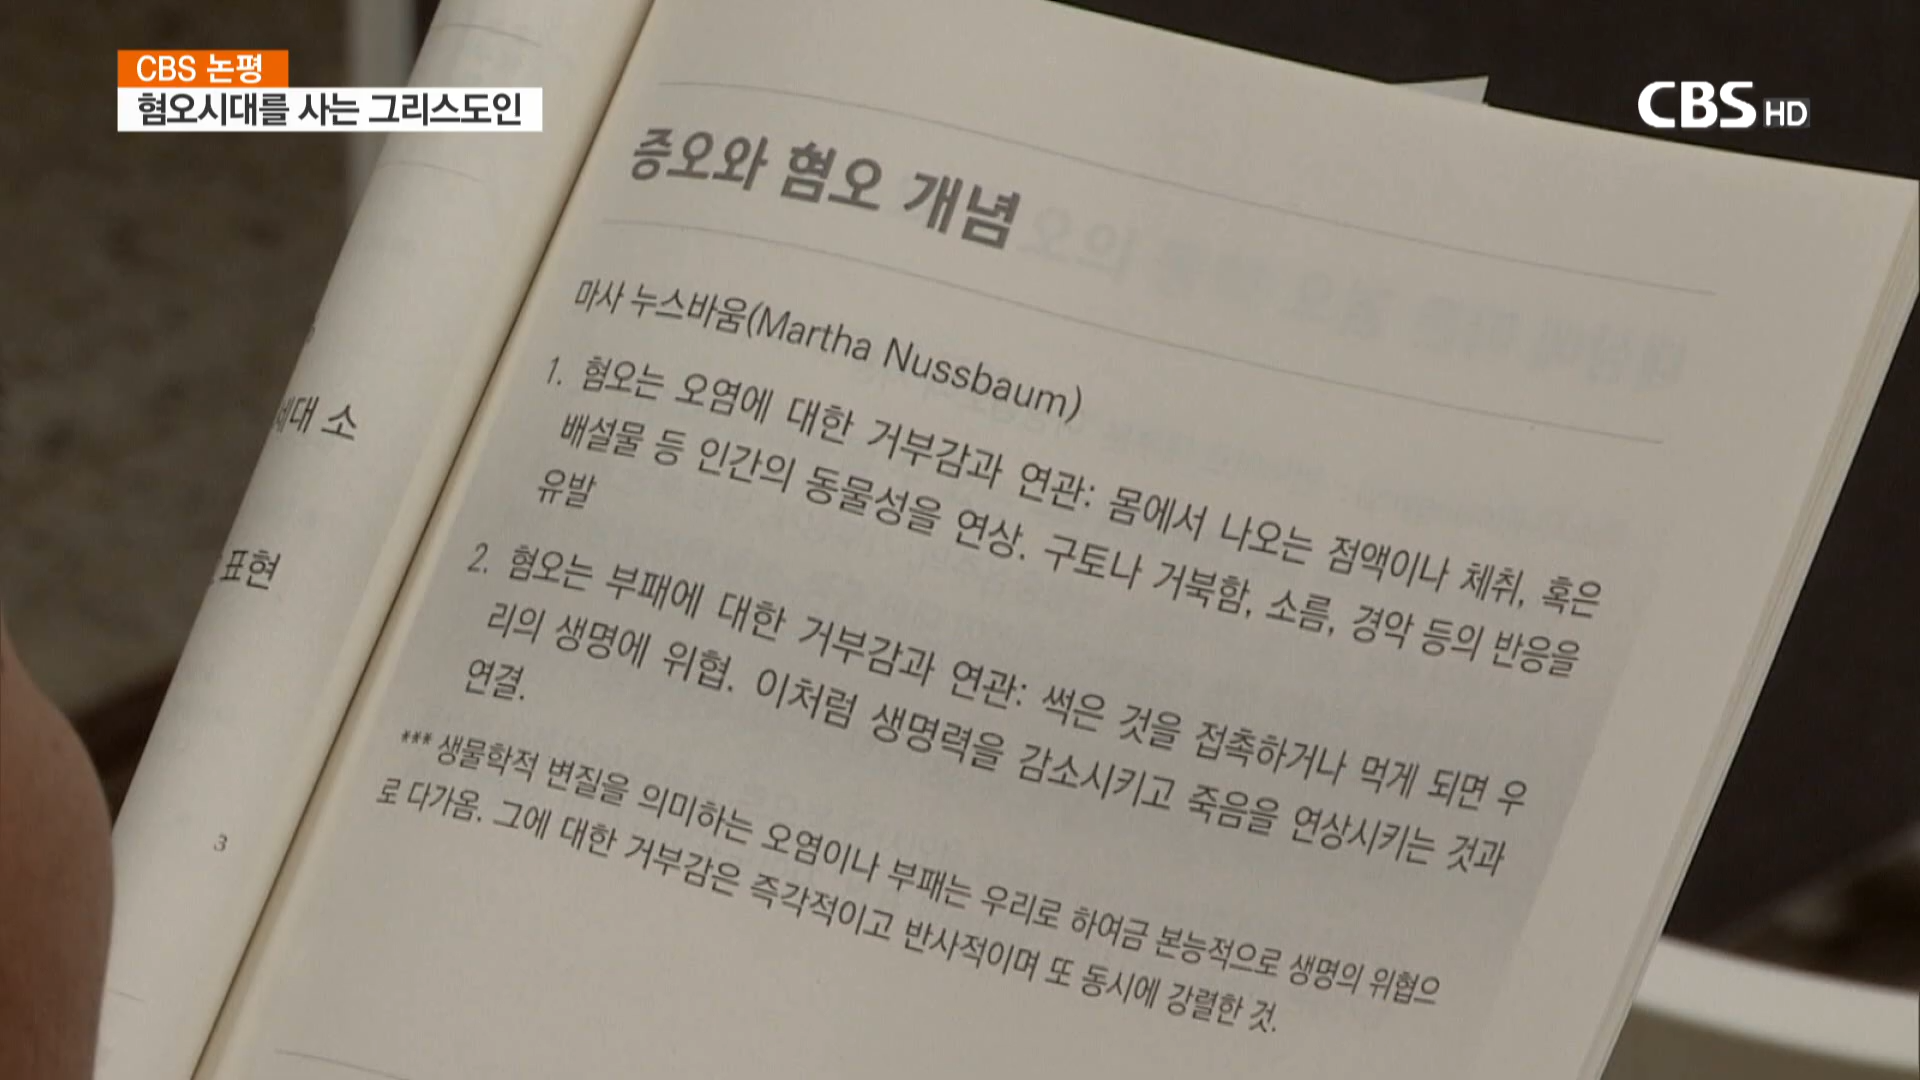 CBS 논평
혐오시대를 사는 그리스도인
CBS HD
증오와 혐오 개념
마사 누스바움(Martha Nussbaum)
1. 혐오는 오염에 대한 거부감과 연관: 몸에서 나오는 점액이나 체취, 혹은
배설물 등 인간의 동물성을 연상. 구토나 거북함, 소름, 경악 등의 반응을
유발
2. 혐오는 부패에 대한 거부감과 연관: 썩은 것을 접촉하거나 먹게 되면 우
리의 생명에 위협. 이처럼 생명력을 감소시키고 죽음을 연상시키는 것과
연결.
*** 생물학적 변질을 의미하는 오염이나 부패는 우리로 하여금 본능적으로 생명의 위협으
로 다가옴. 그에 대한 거부감은 즉각적이고 반사적이며 또 동시에 강렬한 것.
소
표현
3